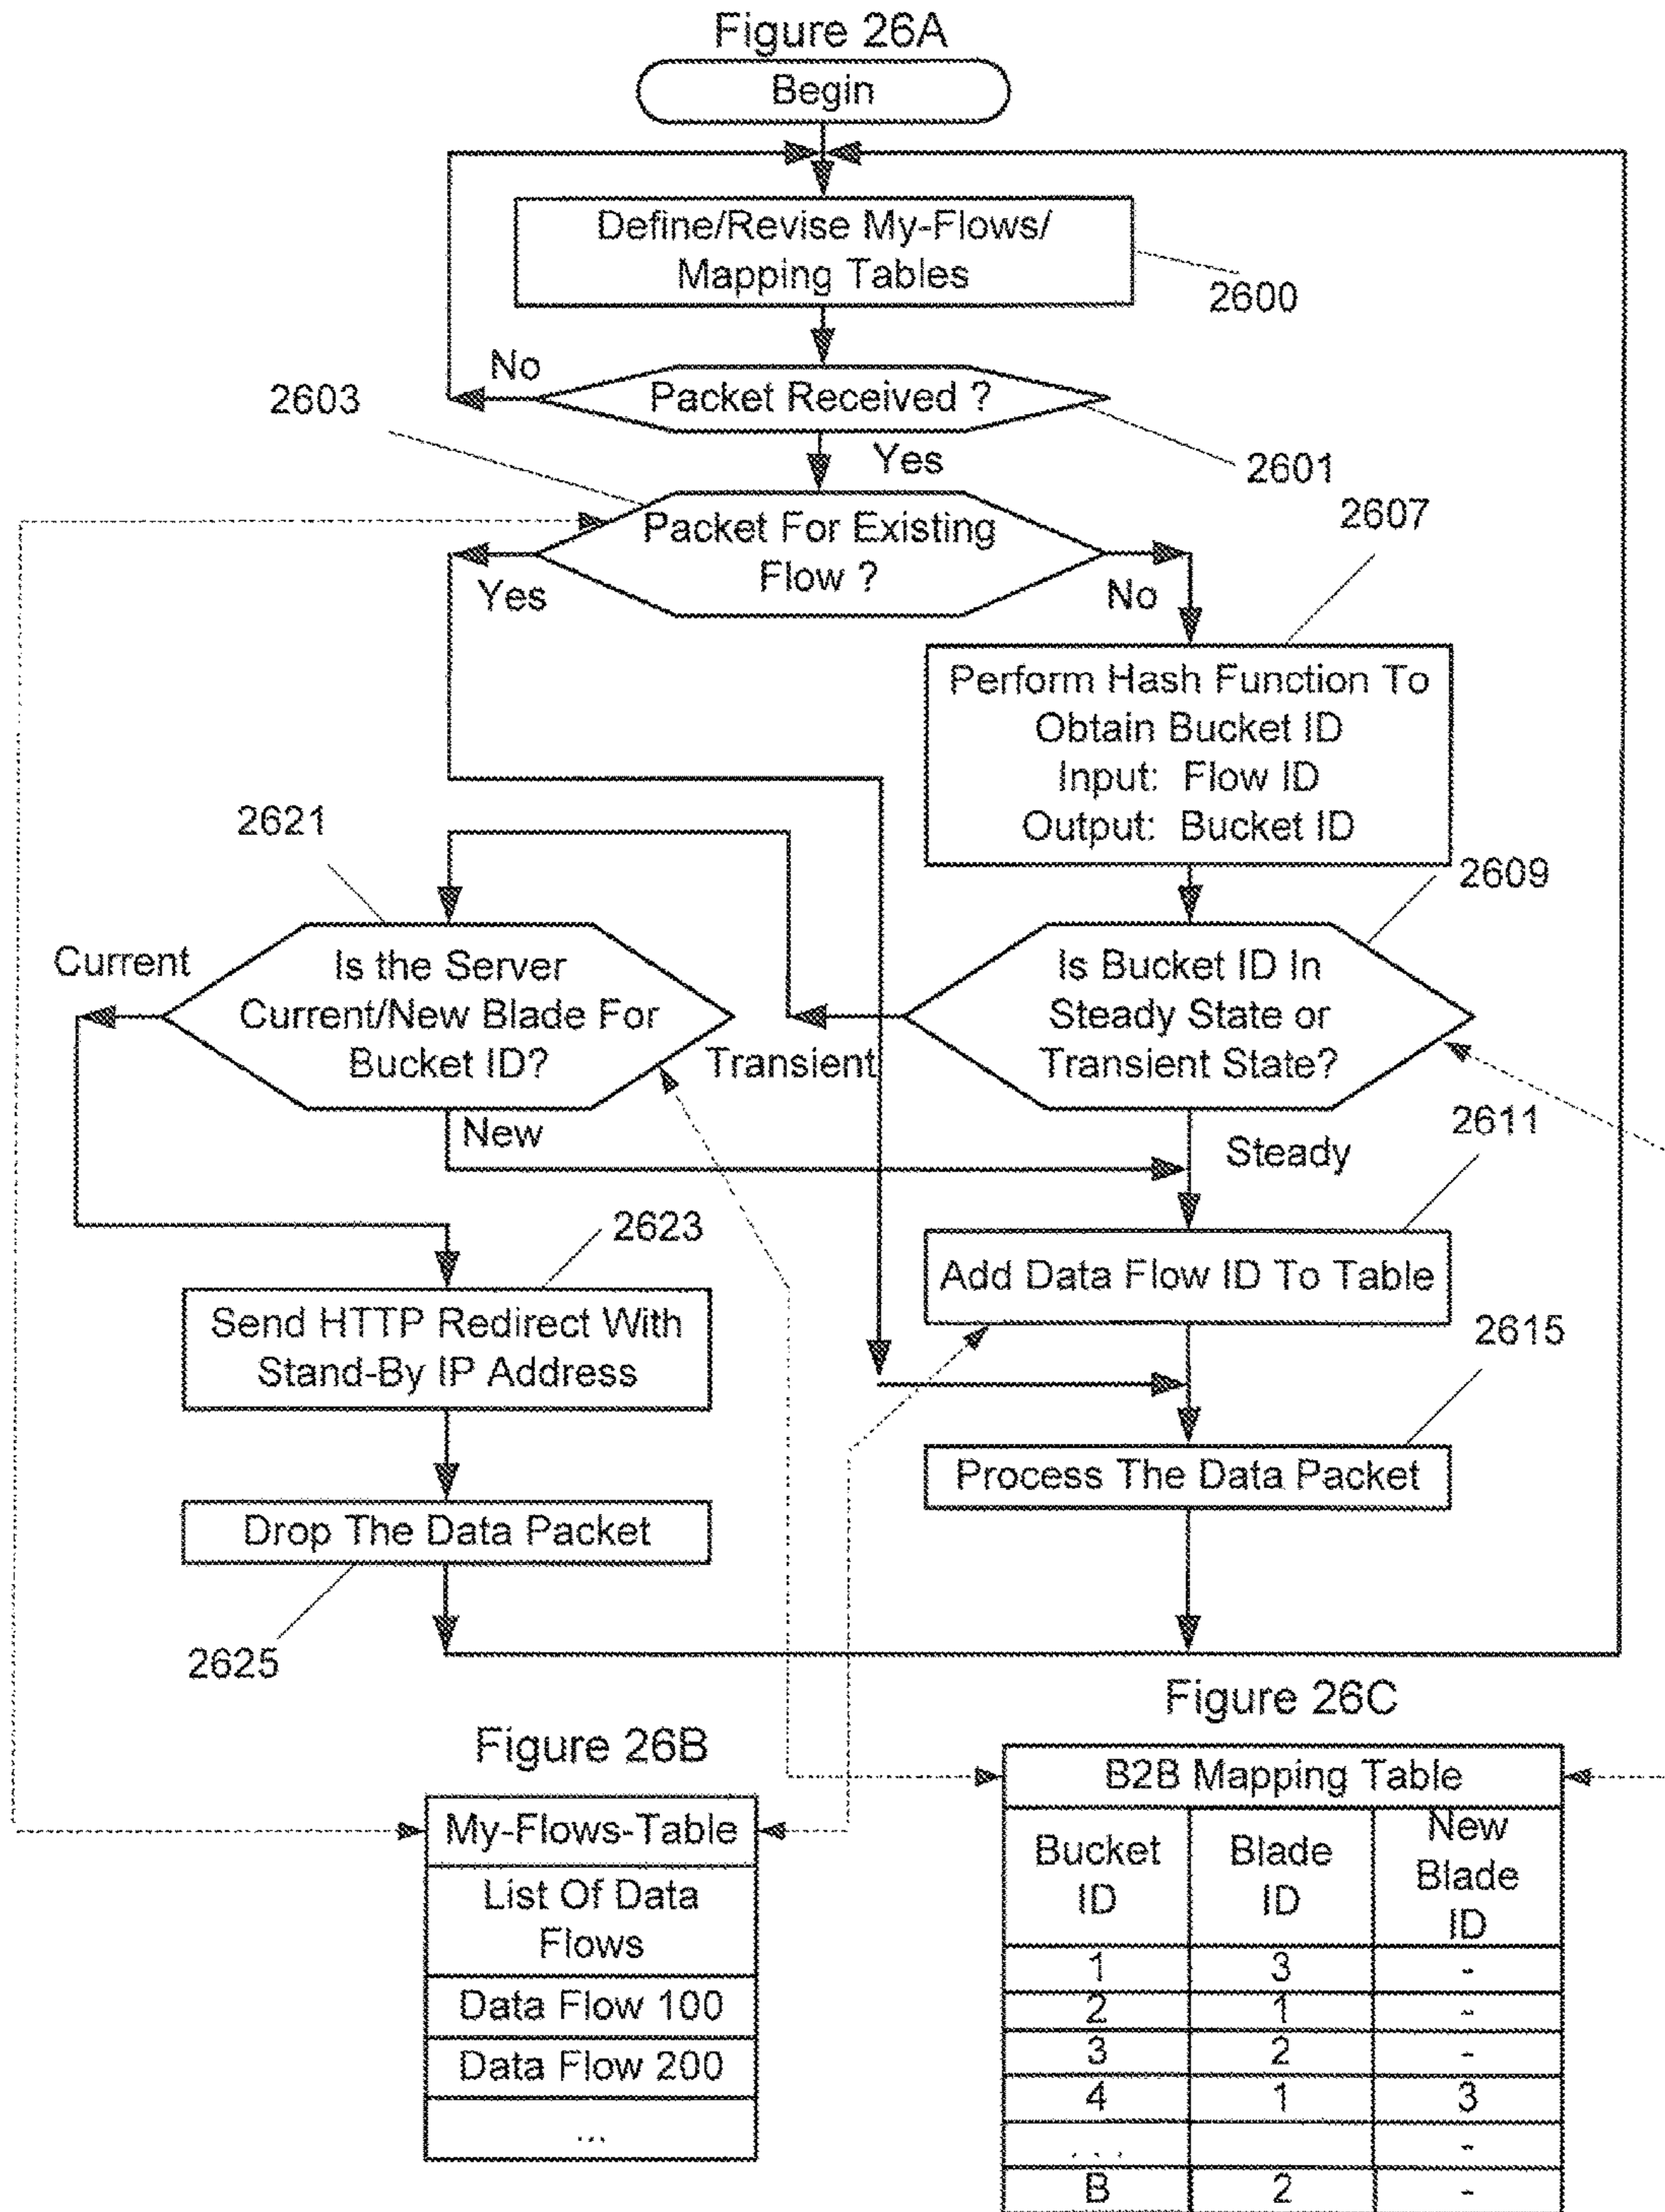 Figure 26A
Begin
Define/Revise My-Flows/
Mapping Tables
2600
No
Packet Received ?
2603
2601
Yes
Packet For Existing
Flow ?
2607
Yes
No
Perform Hash Function To
Obtain Bucket ID
Input: Flow ID
Output: Bucket ID
2621
2609
Current
Is the Server
Current/New Blade For
Bucket ID?
Transient
Is Bucket ID In
Steady State or
Transient State?
New
Steady
2611
2623
Add Data Flow ID To Table
Send HTTP Redirect With
Stand-By IP Address
2615
Process The Data Packet
Drop The Data Packet
2625
Figure 26B
My-Flows-Table
List Of Data
Flows
Data Flow 100
Data Flow 200
...
Figure 26C
B2B Mapping Table
Bucket
ID
Blade
ID
New
Blade
ID
1 3 -
2 1 -
3 2 -
4 1 3
... -
B 2 -